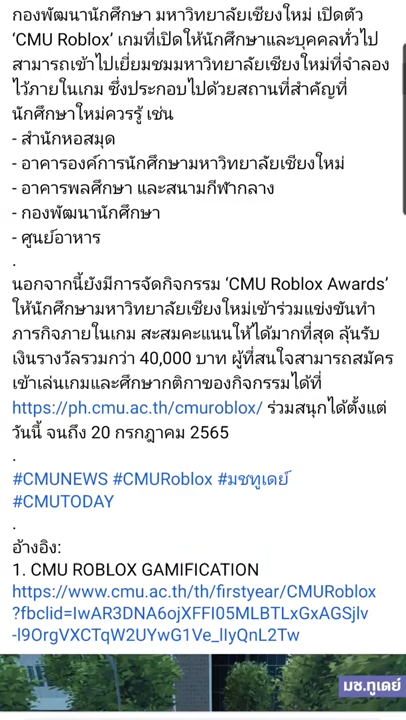 กองพัฒนานักศึกษา มหาวิทยาลัยเชียงใหม่ เปิดตัว
‘CMU Roblox’ เกมที่เปิดให้นักศึกษาและบุคคลทั่วไป
สามารถเข้าไปเยี่ยมชมมหาวิทยาลัยเชียงใหม่ที่จำลอง
ไว้ภายในเกม ซึ่งประกอบไปด้วยสถานที่สำคัญที่
นักศึกษาใหม่ควรรู้ เช่น
- สำนักหอสมุด
- อาคารองค์การนักศึกษามหาวิทยาลัยเชียงใหม่
- อาคารพลศึกษา และสนามกีฬากลาง
- กองพัฒนานักศึกษา
- ศูนย์อาหาร
.
นอกจากนี้ยังมีการจัดกิจกรรม ‘CMU Roblox Awards’
ให้นักศึกษามหาวิทยาลัยเชียงใหม่เข้าร่วมแข่งขันทำ
ภารกิจภายในเกม สะสมคะแนนให้ได้มากที่สุด ลุ้นรับ
เงินรางวัลรวมกว่า 40,000 บาท ผู้ที่สนใจสามารถสมัคร
เข้าเล่นเกมและศึกษากติกาของกิจกรรมได้ที่
https://ph.cmu.ac.th/cmuroblox/ ร่วมสนุกได้ตั้งแต่
วันนี้ จนถึง 20 กรกฎาคม 2565
.
#CMUNEWS #CMURoblox #มชทูเดย์
#CMUTODAY
.
อ้างอิง:
1. CMU ROBLOX GAMIFICATION
https://www.cmu.ac.th/th/firstyear/CMURoblox
?fbclid=IwAR3DNA6ojXFFI05MLBTLxGxAGSjlv
-l9OrgVXCTqW2UYwG1Ve_lIyQnL2Tw
มช.ทูเดย์